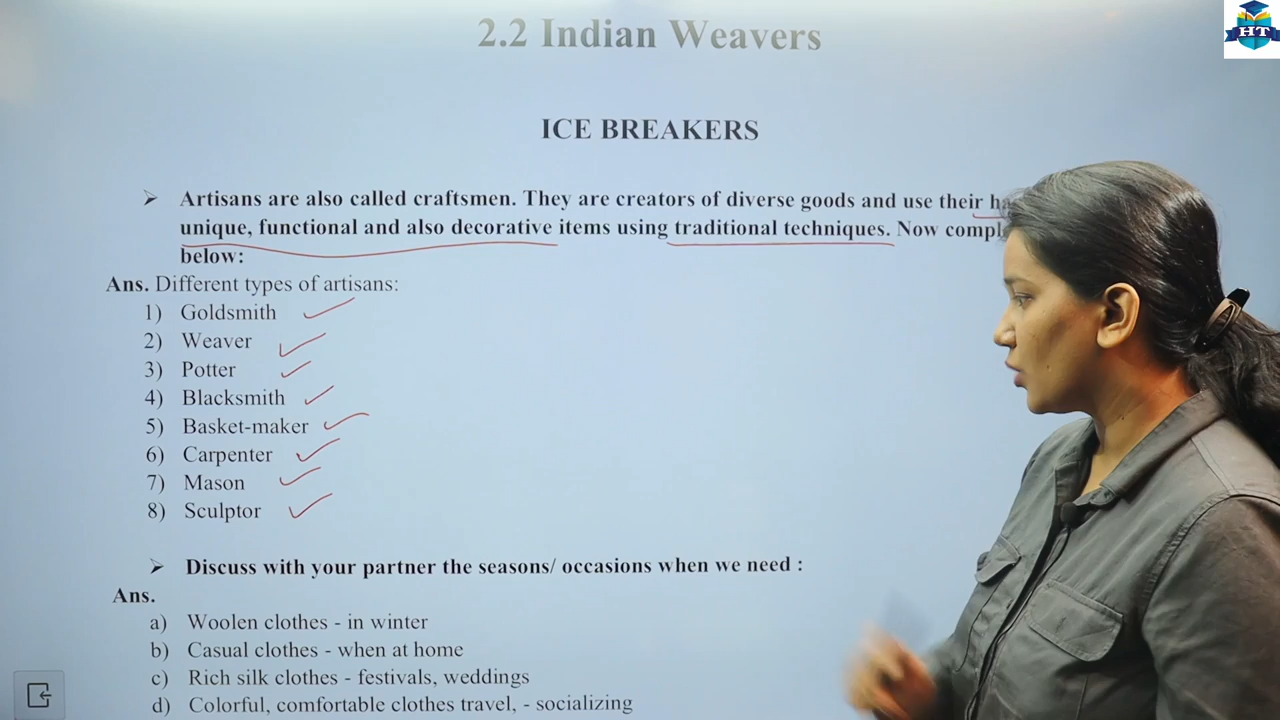 2.2 Indian Weavers
HT
ICE BREAKERS
➢ Artisans are also called craftsmen. They are creators of diverse goods and use their
unique, functional and also decorative items using traditional techniques. Now
below:
Ans. Different types of artisans:
1) Goldsmith
2) Weaver
3) Potter
4) Blacksmith
5) Basket-maker
6) Carpenter
7) Mason
8) Sculptor
➢ Discuss with your partner the seasons/ occasions when we need :
Ans.
a) Woolen clothes - in winter
b) Casual clothes - when at home
c) Rich silk clothes - festivals, weddings
d) Colorful, comfortable clothes travel, - socializing